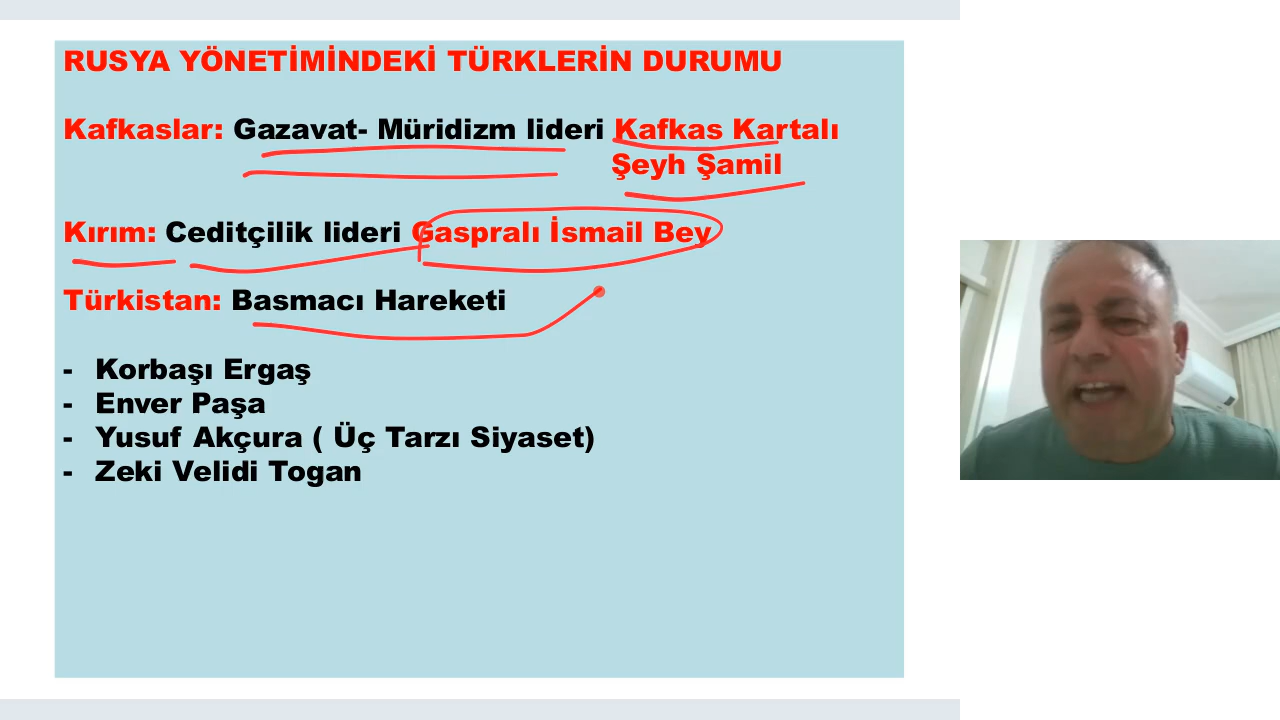 RUSYA YÖNETİMİNDEKİ TÜRKLERİN DURUMU
Kafkaslar: Gazavat- Müridizm lideri Kafkas Kartalı
Şeyh Şamil
Kırım: Ceditçilik lideri Gaspralı İsmail Bey
Türkistan: Basmacı Hareketi
- Korbaşı Ergaş
- Enver Paşa
- Yusuf Akçura ( Üç Tarzı Siyaset)
- Zeki Velidi Togan